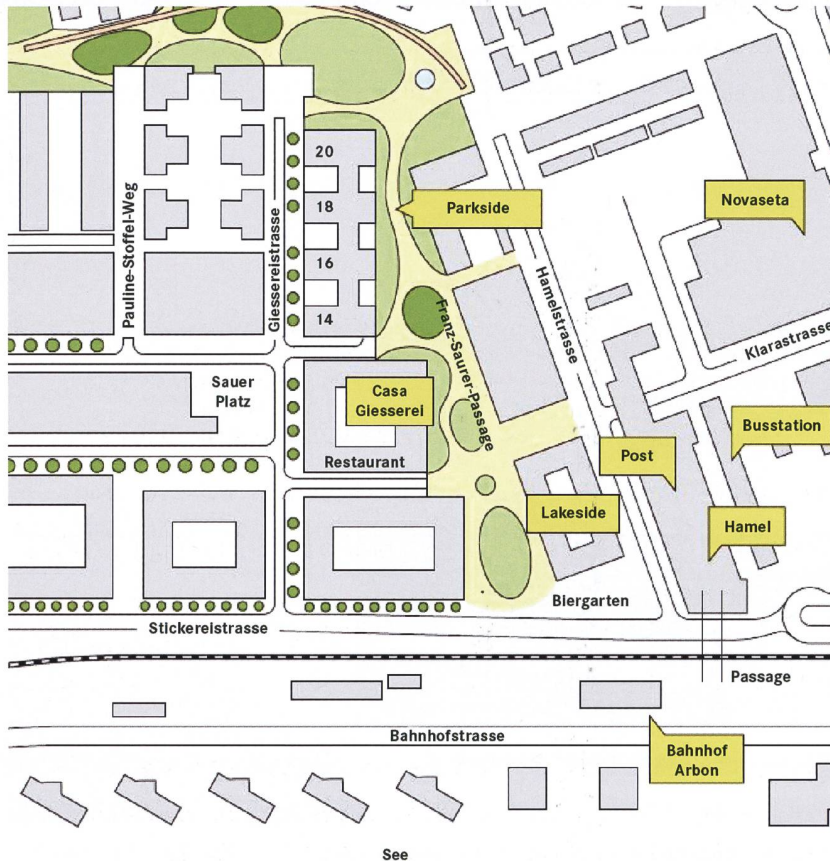 20
18
16
14
Parkside
Novaseta
Pauline-Stoffel-Weg
Giessereistrasse
Hamelstrasse
Franz-Saurer-Passage
Klarastrasse
Sauer
Platz
Casa
Giesserei
Restaurant
Busstation
Post
Lakeside
Hamel
Biergarten
Stickereistrasse
Passage
Bahnhofstrasse
Bahnhof
Arbon
See